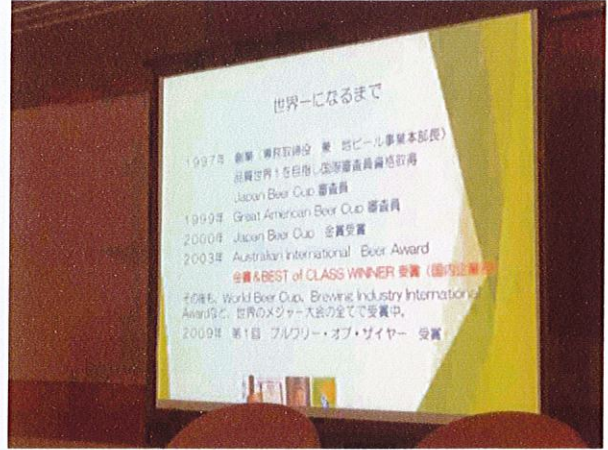 世界一になるまで
1997年 創業(専務取締役 兼 地ビール事業本部長)
品質世界1を目指し国際審査員資格取得
Japan Beer Cup 審査員
1999年 Great American Beer Cup 審査員
2000年 Japan Beer Cup 金賞受賞
2003年 Australian International Beer Award
金賞&BEST of CLASS WINNER 受賞(国内企業初)
その後も、World Beer Cup、Brewing Industry International
Awardなど、世界のメジャー大会の全てで受賞中。
2009年 第1回 ブルワリー・オブ・ザイヤー 受賞